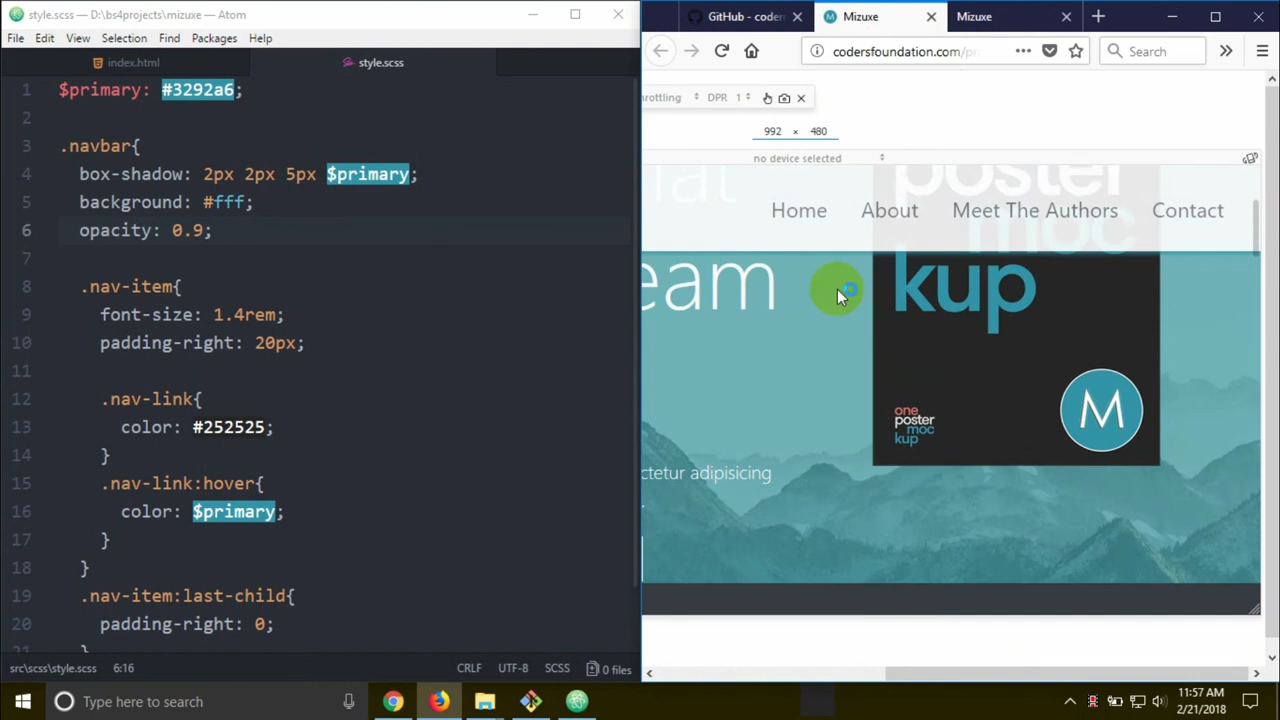 style.scss — D:\bs4projects\mizuxe — Atom
File Edit View Selection Find Packages Help
index.html
style.scss
1 $primary: #3292a6;
2
3 .navbar{
4 box-shadow: 2px 2px 5px $primary;
5 background: #fff;
6 opacity: 0.9;
7
8 .nav-item{
9 font-size: 1.4rem;
10 padding-right: 20px;
11
12 .nav-link{
13 color: #252525;
14 }
15 .nav-link:hover{
16 color: $primary;
17 }
18 }
19 .nav-item:last-child{
20 padding-right: 0;
21 }
src\scss\style.scss 6:16 CRLF UTF-8 SCSS 0 files
GitHub - coder
Mizuxe
Mizuxe
codersfoundation.com/pr
Search
rottling DPR 1
992 × 480
no device selected
hat
poster
moc
Home About Meet The Authors Contact
eam
kup
M
one
poster
moc
kup
ctetur adipisicing
Type here to search
11:57 AM
2/21/2018